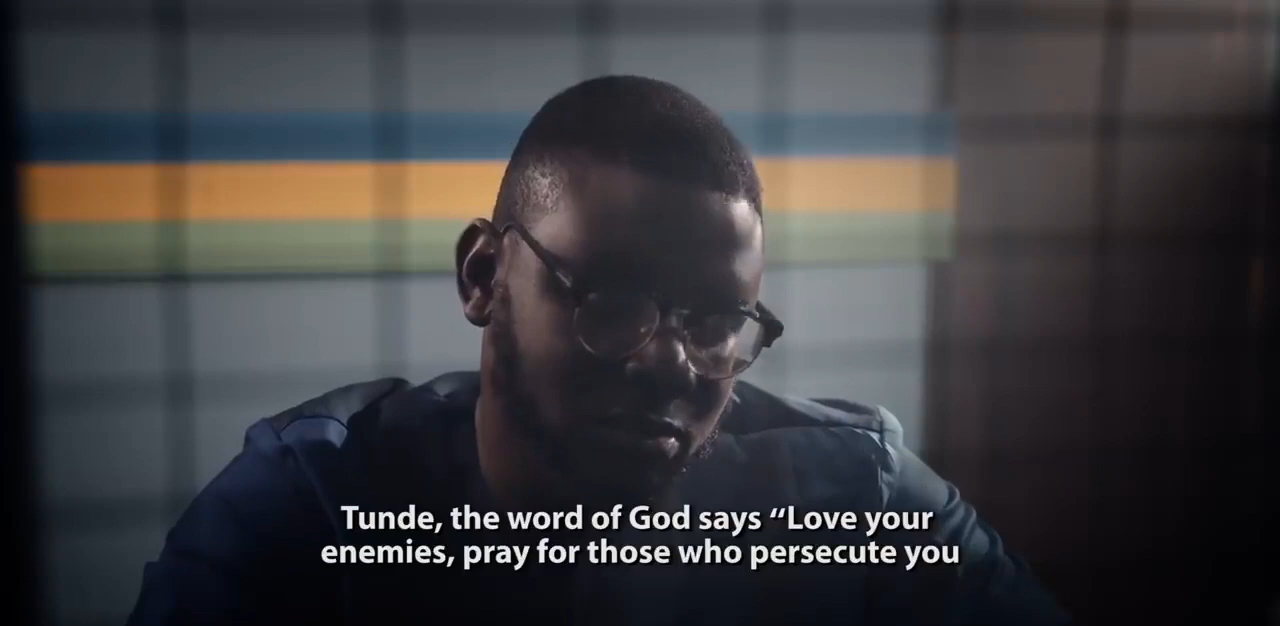 Tunde, the word of God says “Love your
enemies, pray for those who persecute you